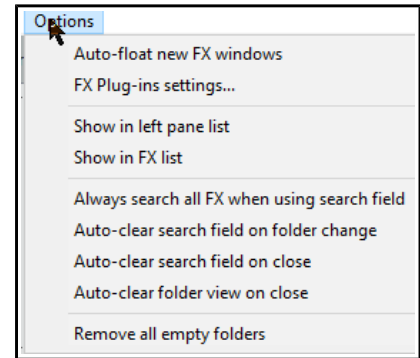 Options
Auto-float new FX windows
FX Plug-ins settings...
Show in left pane list
Show in FX list
Always search all FX when using search field
Auto-clear search field on folder change
Auto-clear search field on close
Auto-clear folder view on close
Remove all empty folders